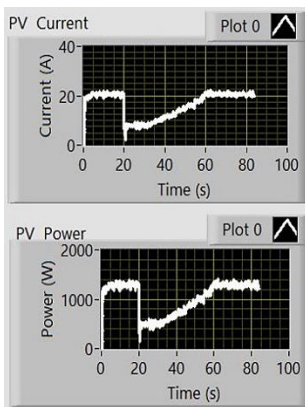 PV Current
Plot 0
Current (A)
40
20
0
0 20 40 60 80 100
Time (s)
PV Power
Plot 0
Power (W)
2000
1000
0
0 20 40 60 80 100
Time (s)